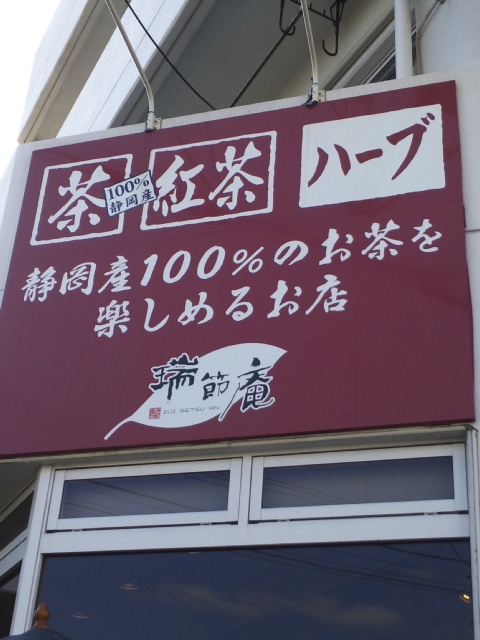 茶 100% 静岡産 紅茶 ハーブ
静岡産100%のお茶を
楽しめるお店
瑞節庵
ZUI SETSU AN